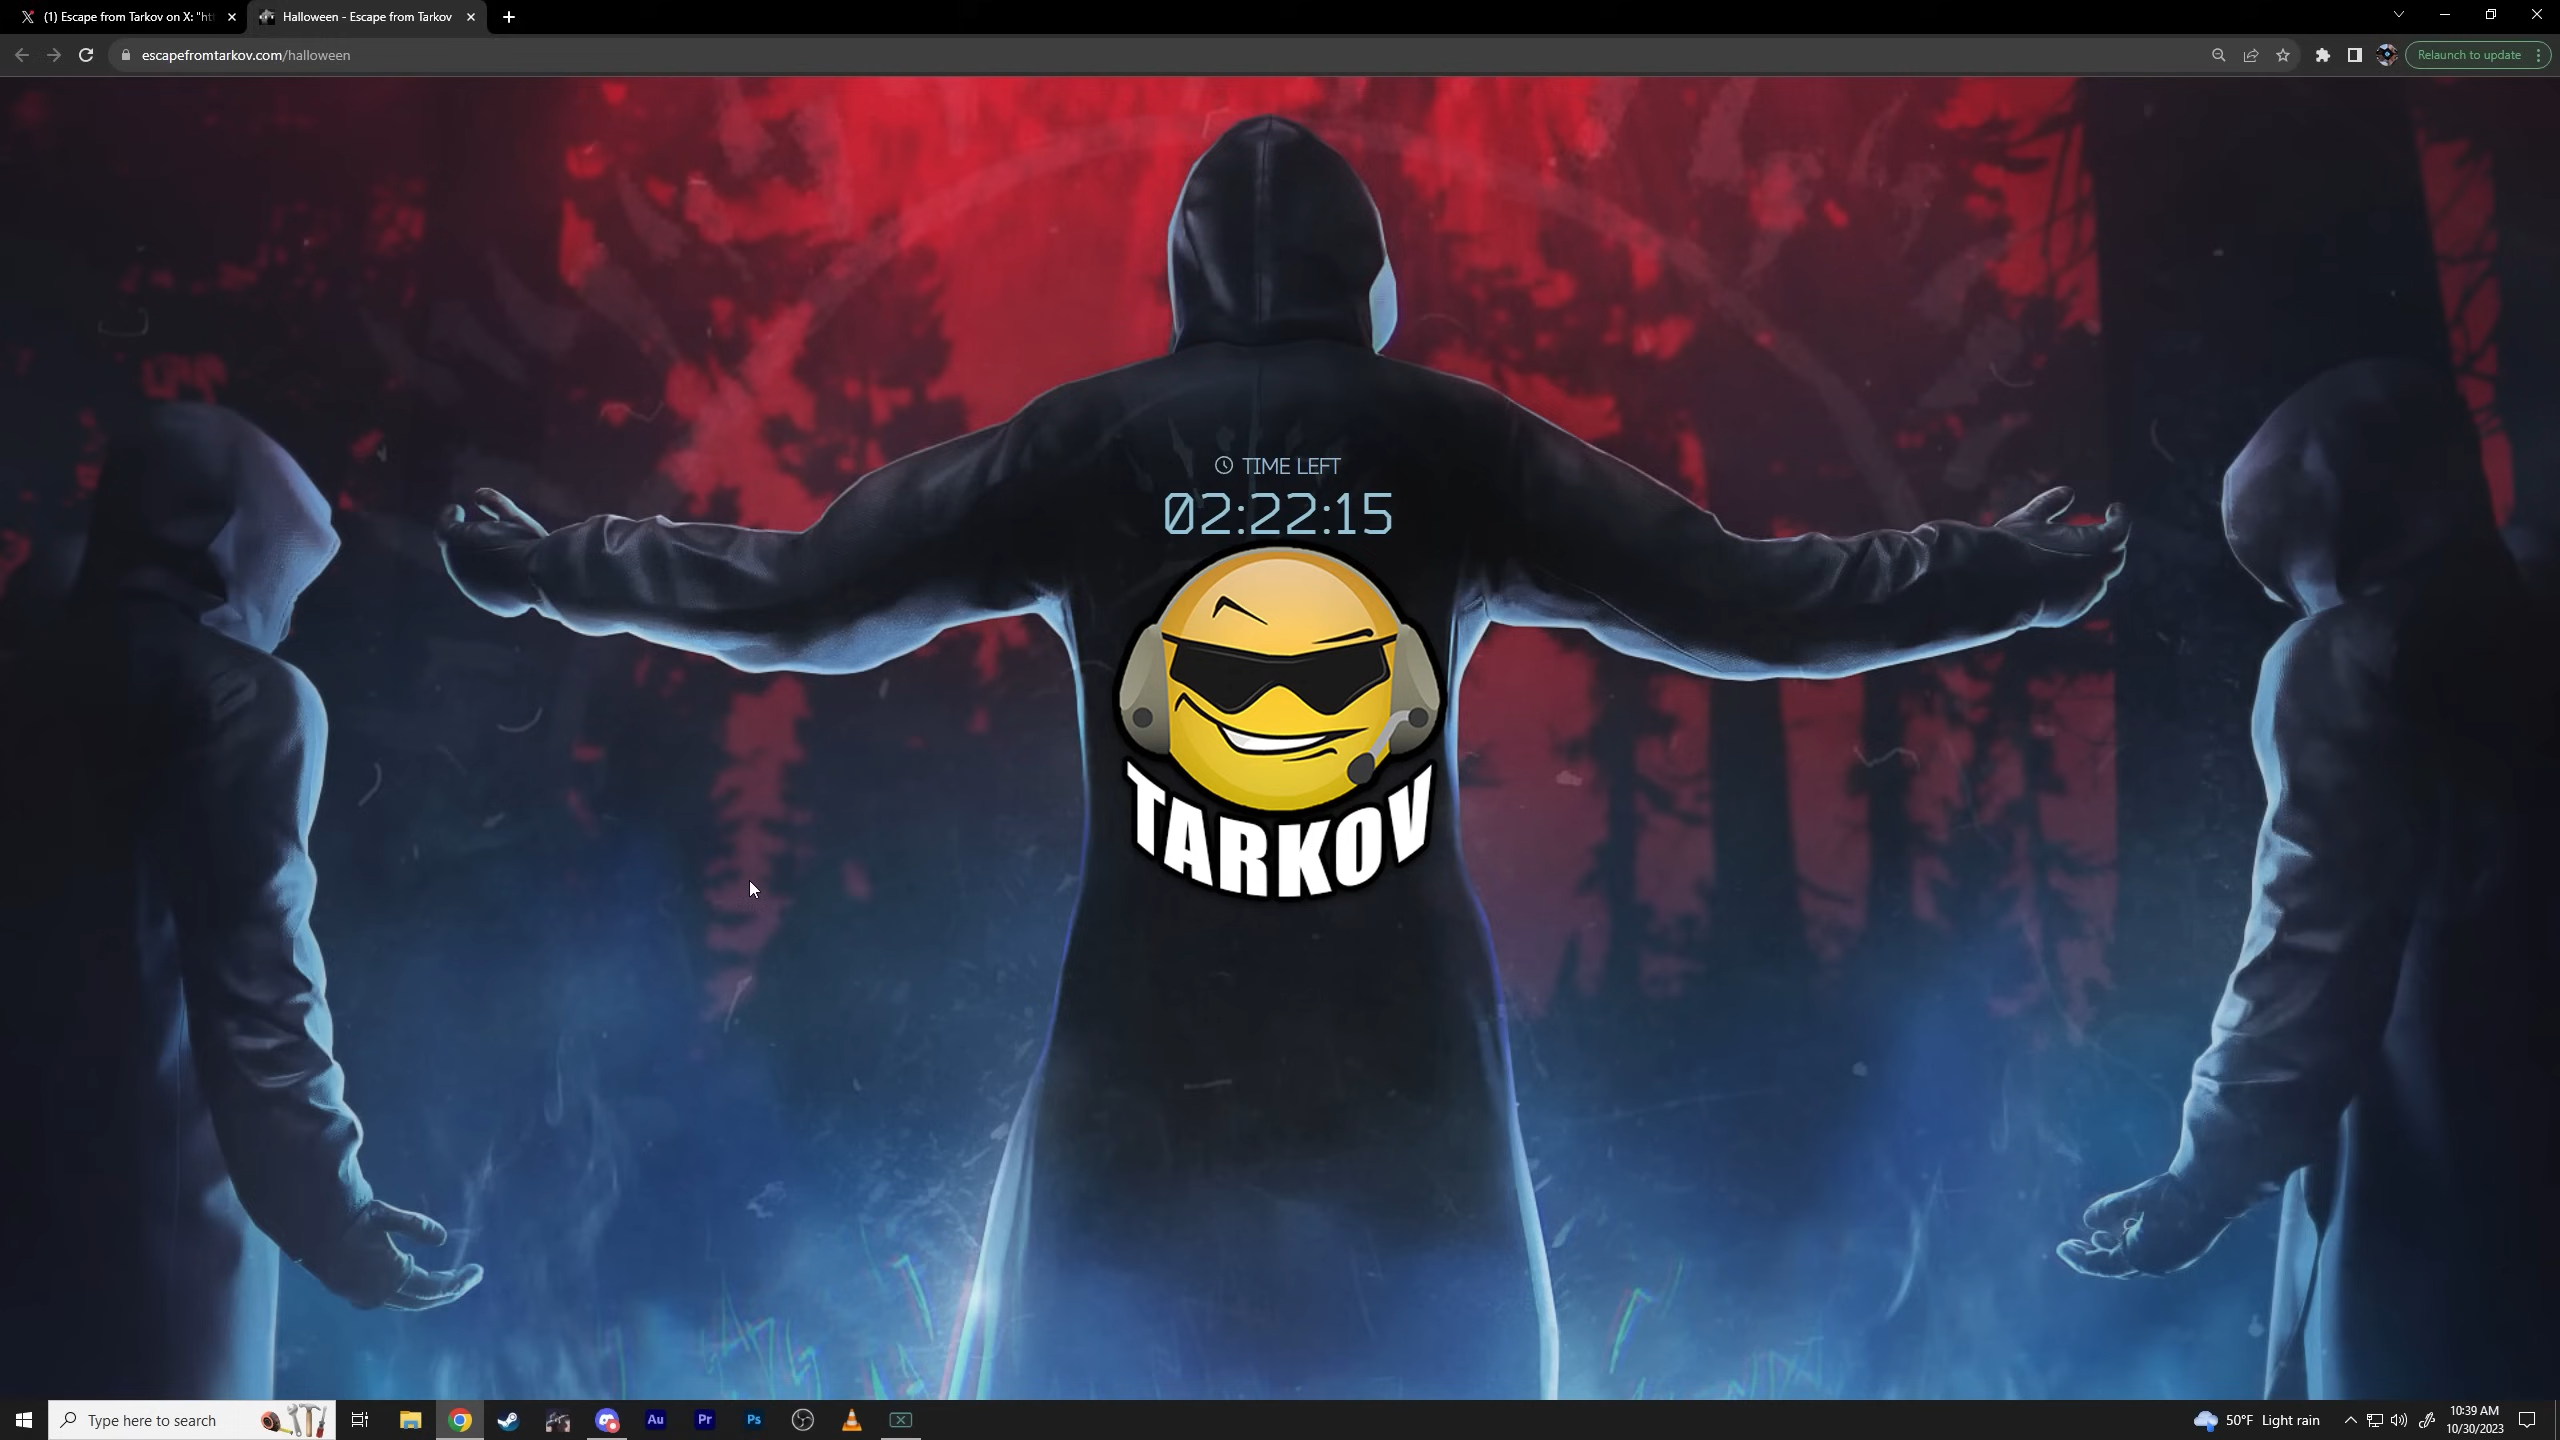 (1) Escape from Tarkov on X: "ht
Halloween - Escape from Tarkov
escapefromtarkov.com/halloween
Relaunch to update
TIME LEFT
02:22:15
TARKOV
Type here to search
Au
Pr
Ps
50°F Light rain
10:39 AM
10/30/2023